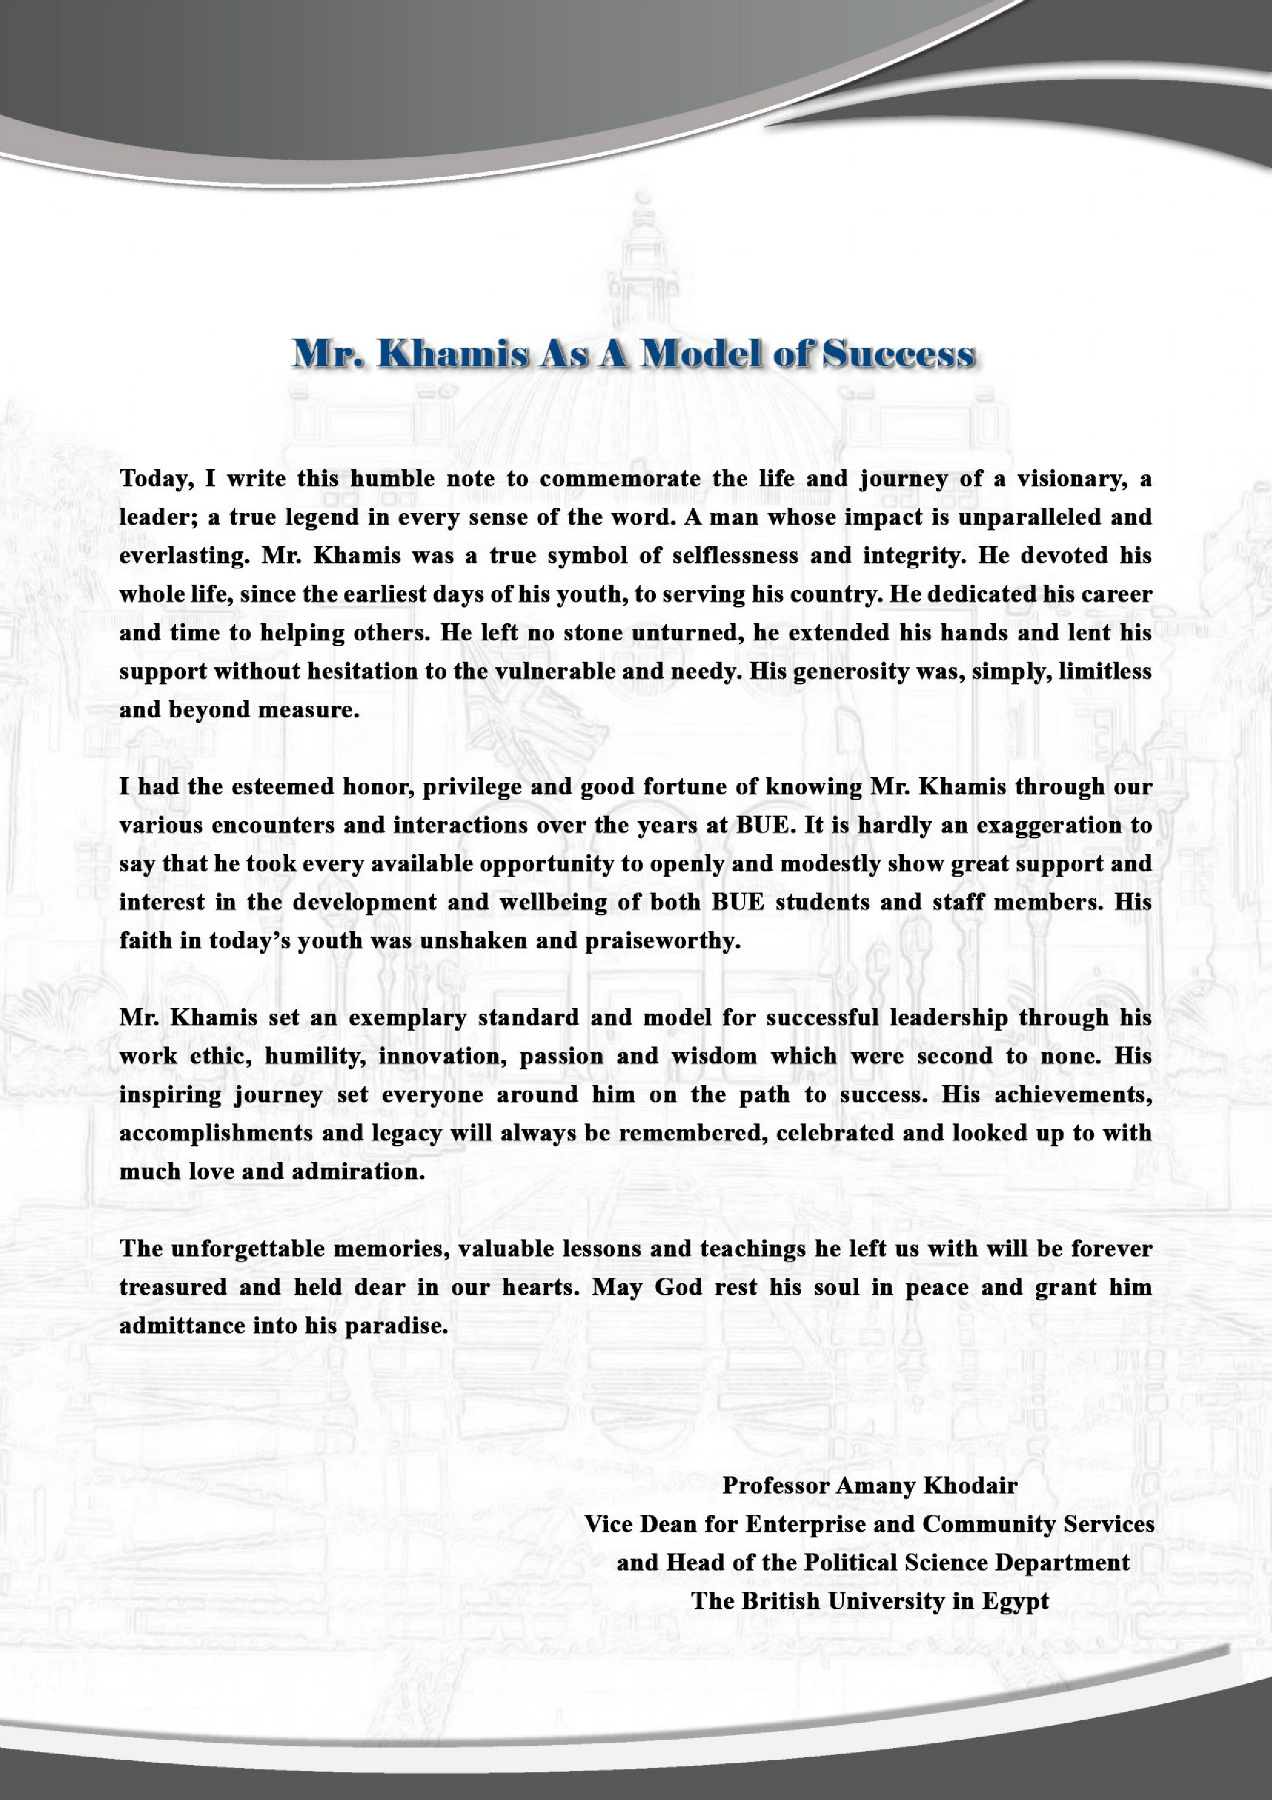 Mr. Khamis As A Model of Success
Today, I write this humble note to commemorate the life and journey of a visionary, a
leader; a true legend in every sense of the word. A man whose impact is unparalleled and
everlasting. Mr. Khamis was a true symbol of selflessness and integrity. He devoted his
whole life, since the earliest days of his youth, to serving his country. He dedicated his career
and time to helping others. He left no stone unturned, he extended his hands and lent his
support without hesitation to the vulnerable and needy. His generosity was, simply, limitless
and beyond measure.
I had the esteemed honor, privilege and good fortune of knowing Mr. Khamis through our
various encounters and interactions over the years at BUE. It is hardly an exaggeration to
say that he took every available opportunity to openly and modestly show great support and
interest in the development and wellbeing of both BUE students and staff members. His
faith in today’s youth was unshaken and praiseworthy.
Mr. Khamis set an exemplary standard and model for successful leadership through his
work ethic, humility, innovation, passion and wisdom which were second to none. His
inspiring journey set everyone around him on the path to success. His achievements,
accomplishments and legacy will always be remembered, celebrated and looked up to with
much love and admiration.
The unforgettable memories, valuable lessons and teachings he left us with will be forever
treasured and held dear in our hearts. May God rest his soul in peace and grant him
admittance into his paradise.
Professor Amany Khodair
Vice Dean for Enterprise and Community Services
and Head of the Political Science Department
The British University in Egypt